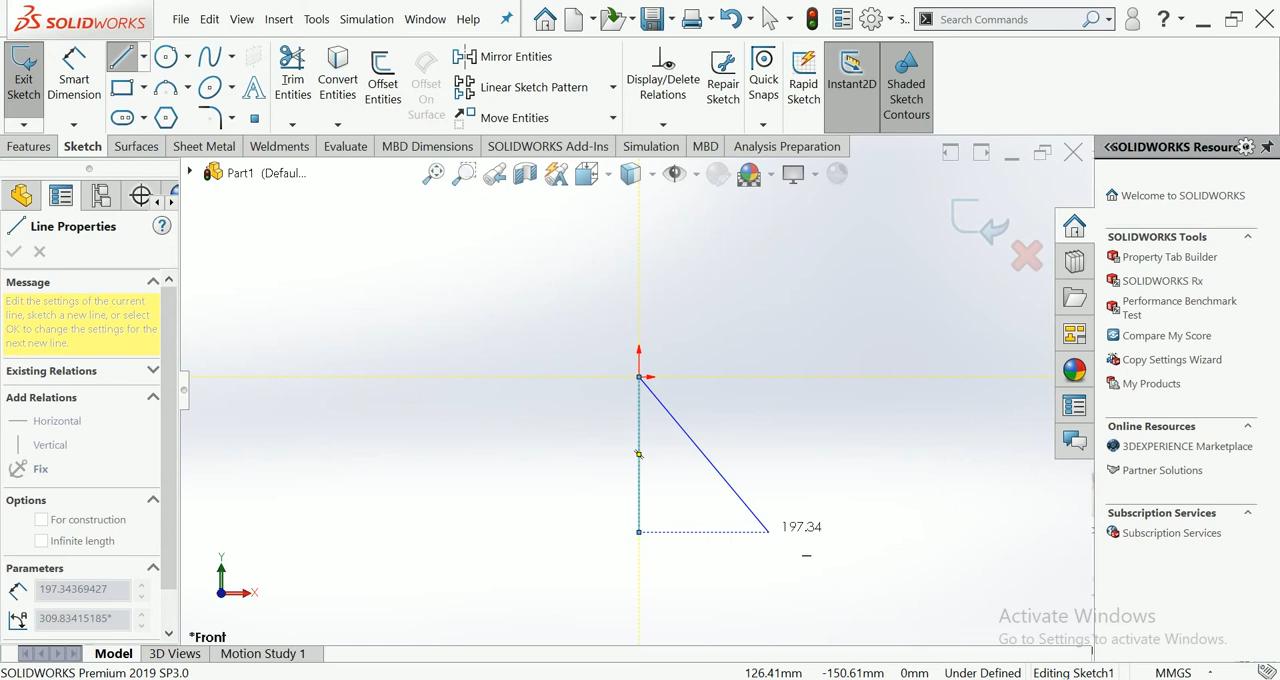 SOLIDWORKS
File Edit View Insert Tools Simulation Window Help
S...
Search Commands
?
Exit Sketch
Smart Dimension
Trim Entities
Convert Entities
Offset Entities
Offset On Surface
Mirror Entities
Linear Sketch Pattern
Move Entities
Display/Delete Relations
Repair Sketch
Quick Snaps
Rapid Sketch
Instant2D
Shaded Sketch Contours
Features Sketch Surfaces Sheet Metal Weldments Evaluate MBD Dimensions SOLIDWORKS Add-Ins Simulation MBD Analysis Preparation
Part1 (Defaul...
Line Properties
?
Message
Edit the settings of the current
line, sketch a new line, or select
OK to change the settings for the
next new line.
Existing Relations
Add Relations
Horizontal
Vertical
Fix
Options
For construction
Infinite length
Parameters
197.34369427
309.83415185°
197.34
Y
X
*Front
SOLIDWORKS Resourc
Welcome to SOLIDWORKS
SOLIDWORKS Tools
Property Tab Builder
SOLIDWORKS Rx
Performance Benchmark
Test
Compare My Score
Copy Settings Wizard
My Products
Online Resources
3DEXPERIENCE Marketplace
Partner Solutions
Subscription Services
Subscription Services
Activate Windows
Go to Settings to activate Windows.
Model 3D Views Motion Study 1
SOLIDWORKS Premium 2019 SP3.0
126.41mm -150.61mm 0mm Under Defined Editing Sketch1 MMGS